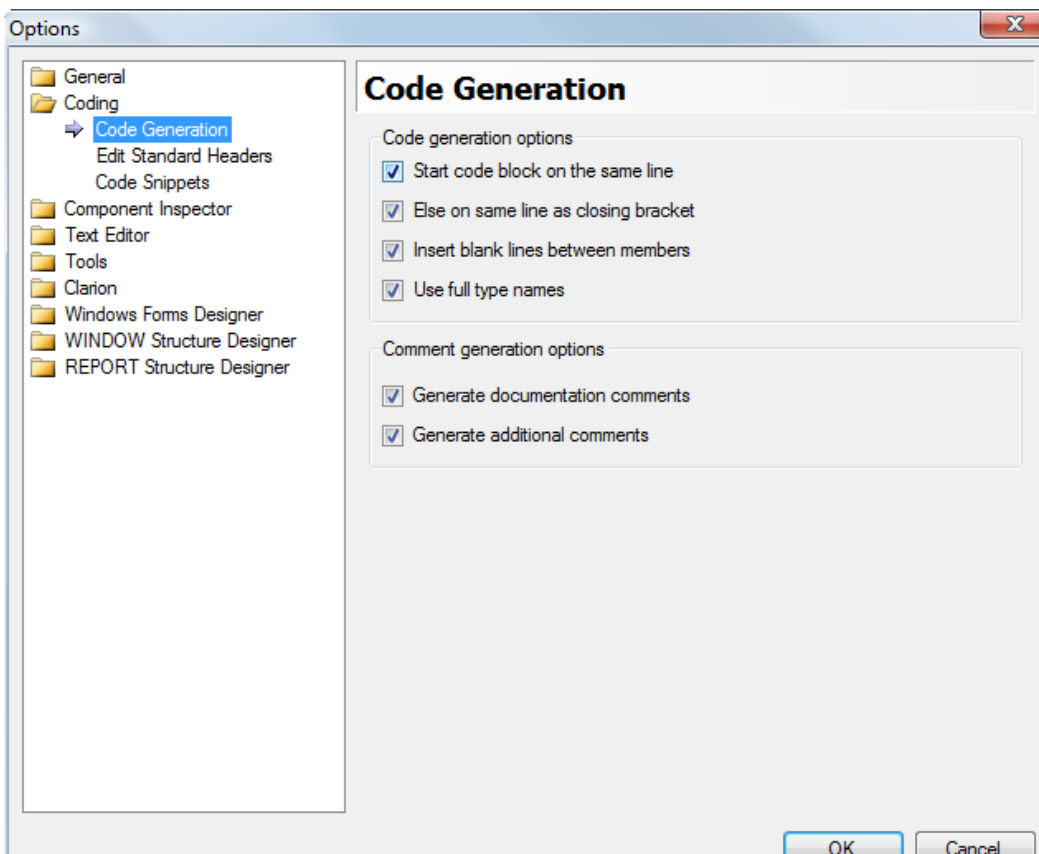 Options
General
Coding
Code Generation
Edit Standard Headers
Code Snippets
Component Inspector
Text Editor
Tools
Clarion
Windows Forms Designer
WINDOW Structure Designer
REPORT Structure Designer
Code Generation
Code generation options
Start code block on the same line
Else on same line as closing bracket
Insert blank lines between members
Use full type names
Comment generation options
Generate documentation comments
Generate additional comments
OK
Cancel